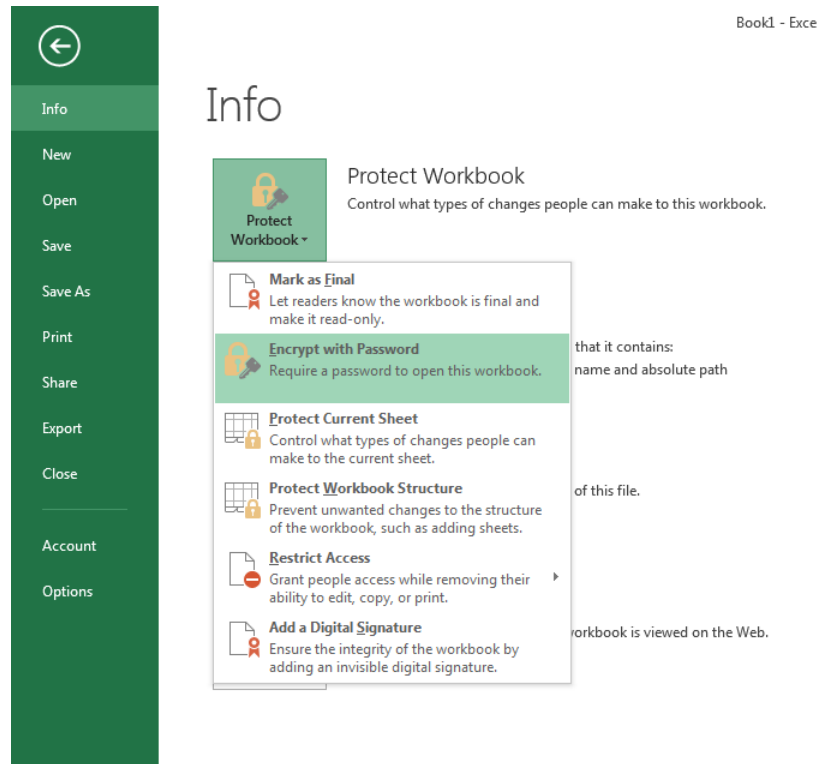 Book1 - Exce
Info
New
Open
Save
Save As
Print
Share
Export
Close
Account
Options
Info
Protect
Workbook
Protect Workbook
Control what types of changes people can make to this workbook.
Mark as Final
Let readers know the workbook is final and
make it read-only.
Encrypt with Password
Require a password to open this workbook.
Protect Current Sheet
Control what types of changes people can
make to the current sheet.
Protect Workbook Structure
Prevent unwanted changes to the structure
of the workbook, such as adding sheets.
Restrict Access
Grant people access while removing their
ability to edit, copy, or print.
Add a Digital Signature
Ensure the integrity of the workbook by
adding an invisible digital signature.
that it contains:
name and absolute path
of this file.
orkbook is viewed on the Web.